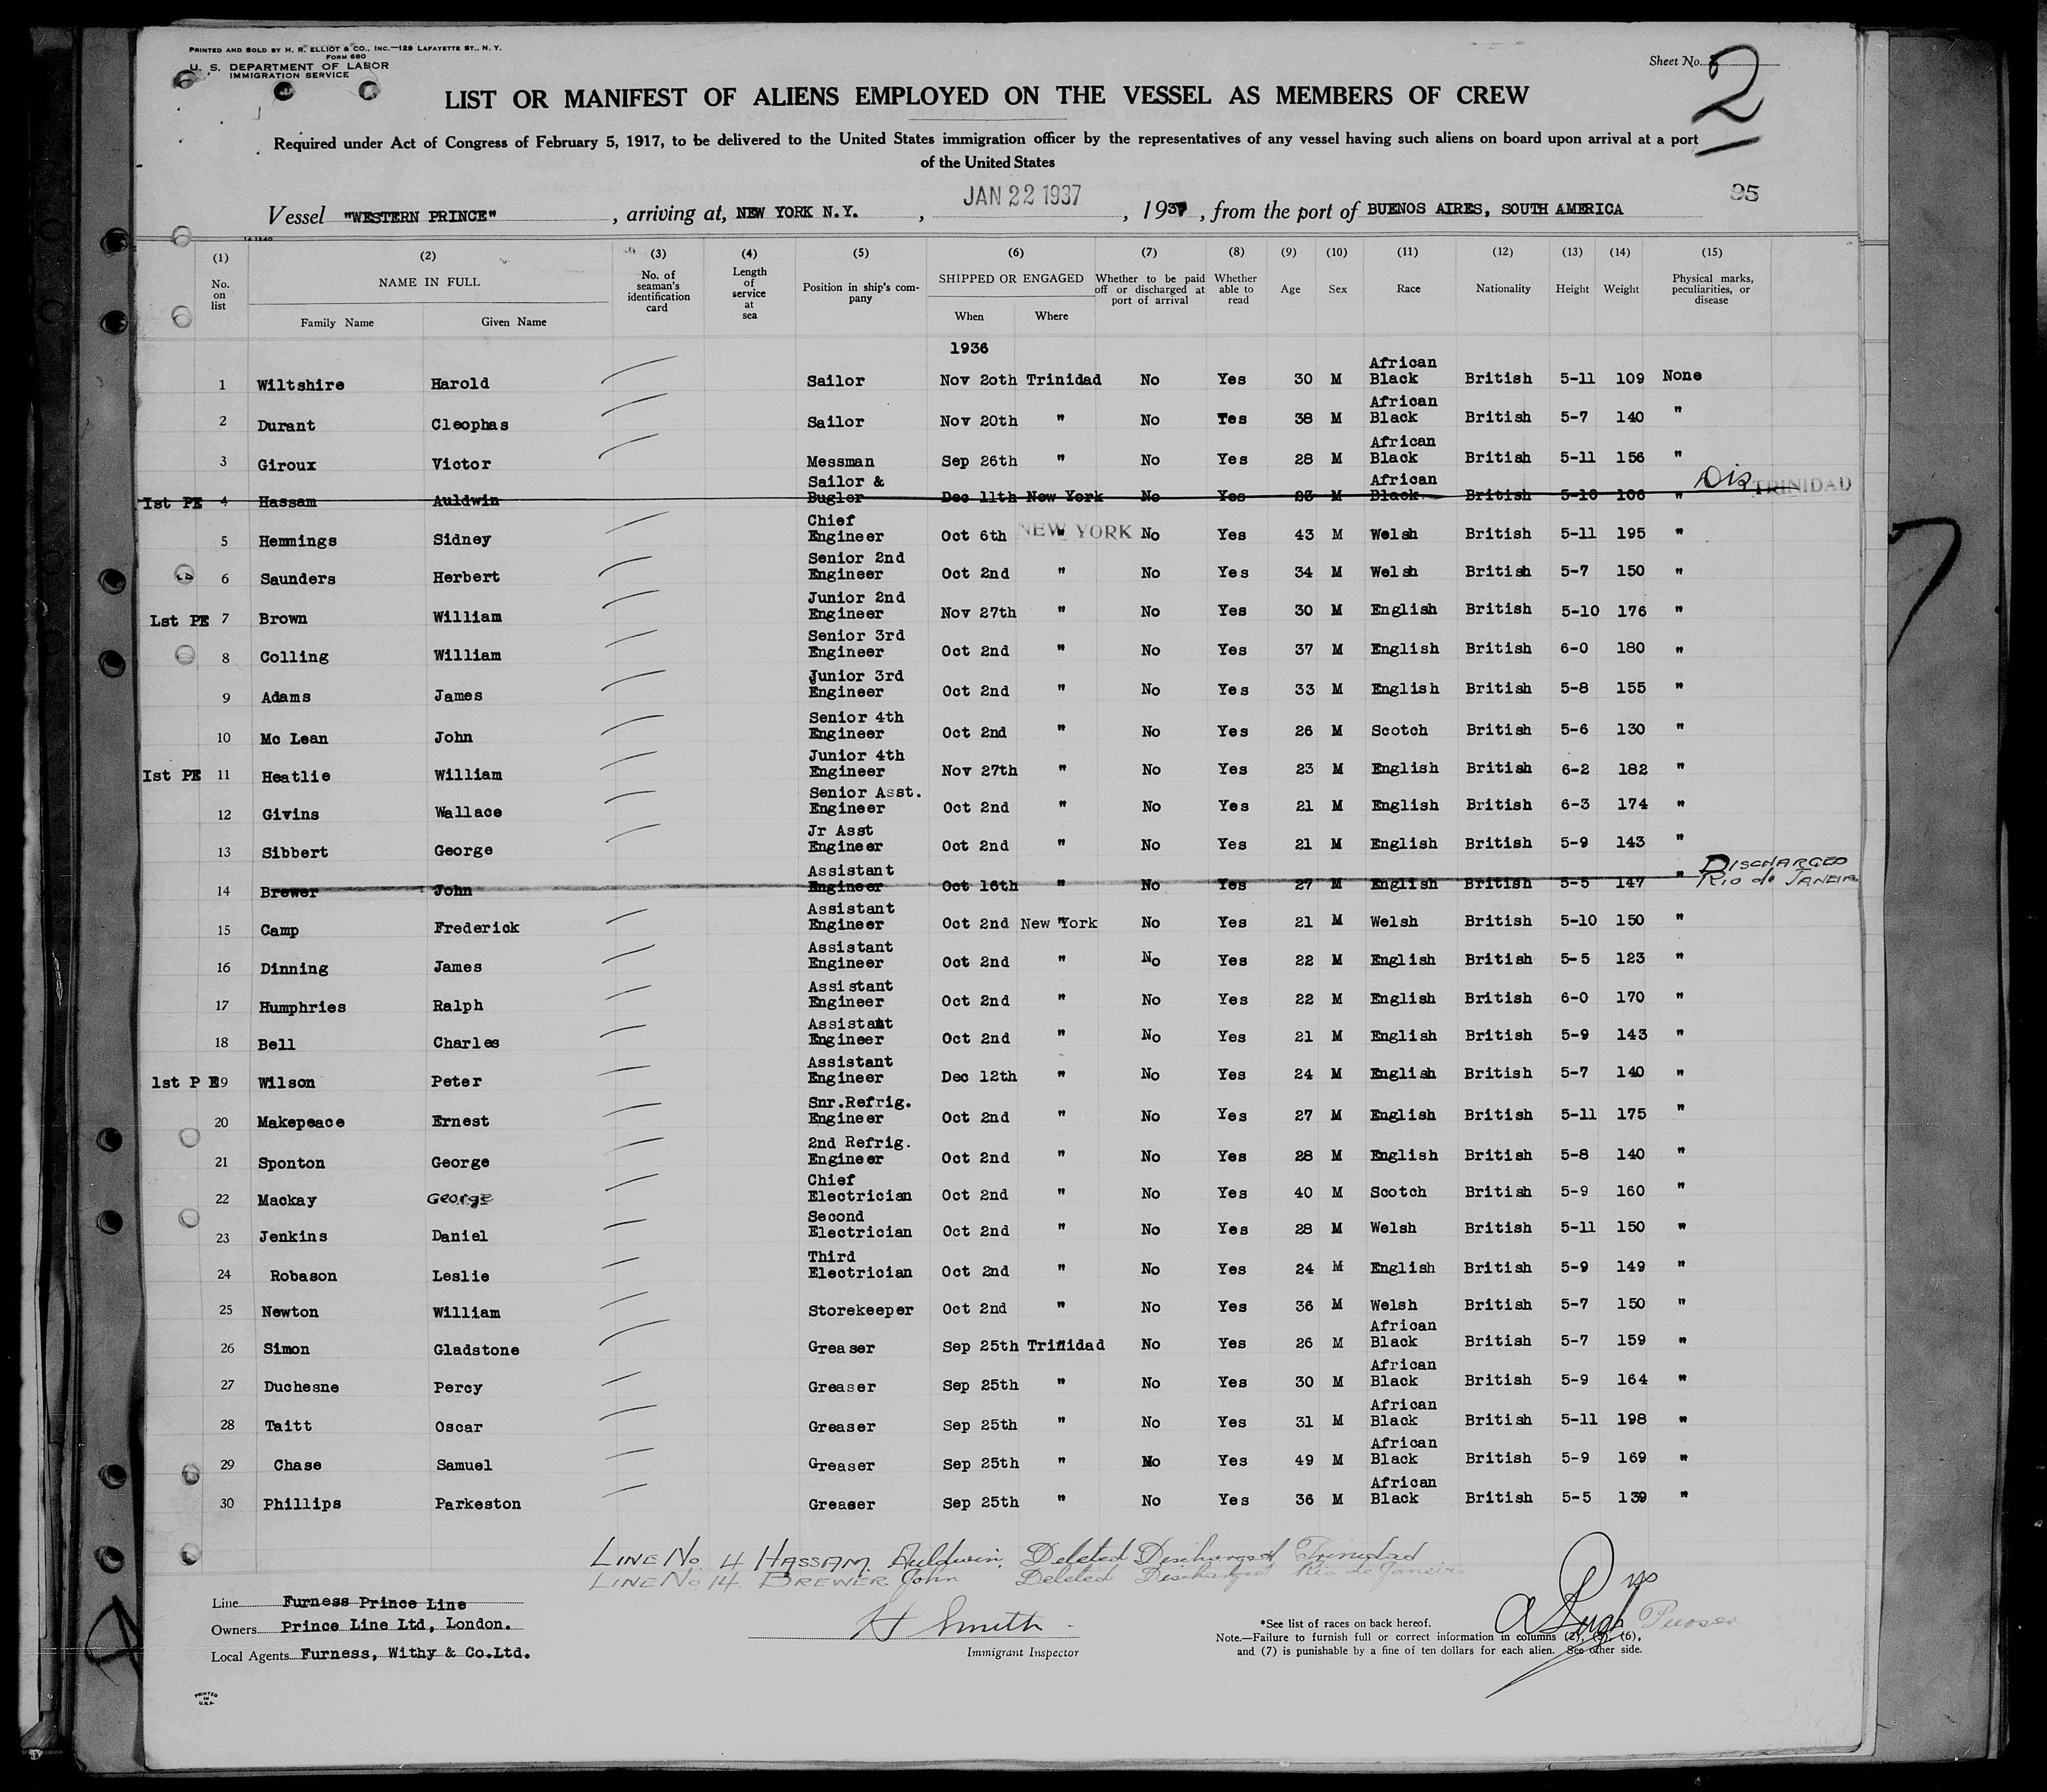 PRINTED AND SOLD BY H. R. ELLIOT & CO., INC.—129 LAFAYETTE ST., N. Y.
FORM 680
U. S. DEPARTMENT OF LABOR
IMMIGRATION SERVICE
Sheet No.
2
LIST OR MANIFEST OF ALIENS EMPLOYED ON THE VESSEL AS MEMBERS OF CREW
Required under Act of Congress of February 5, 1917, to be delivered to the United States immigration officer by the representatives of any vessel having such aliens on board upon arrival at a port
of the United States
95
Vessel "WESTERN PRINCE", arriving at, NEW YORK N.Y., JAN 22 1937, 1937, from the port of BUENOS AIRES, SOUTH AMERICA
(1) (2) (3) (4) (5) (6) (7) (8) (9) (10) (11) (12) (13) (14) (15)
No. on list NAME IN FULL Family Name Given Name No. of seaman's identification card Length of service at sea Position in ship's company SHIPPED OR ENGAGED When Where Whether to be paid off or discharged at port of arrival Whether able to read Age Sex Race Nationality Height Weight Physical marks, peculiarities, or disease
1936
1 Wiltshire Harold Sailor Nov 20th Trinidad No Yes 30 M African Black British 5-11 109 None
2 Durant Cleophas Sailor Nov 20th " No Yes 38 M African Black British 5-7 140 "
3 Giroux Victor Messman Sep 26th " No Yes 28 M African Black British 5-11 156 "
Ist PE 4 Hassam Auldwin Sailor & Bugler Dec 11th New York No Yes 23 M African Black British 5-10 106 " Dis TRINIDAD
5 Hemmings Sidney Chief Engineer Oct 6th NEW YORK " No Yes 43 M Welsh British 5-11 195 "
6 Saunders Herbert Senior 2nd Engineer Oct 2nd " No Yes 34 M Welsh British 5-7 150 "
Lst PE 7 Brown William Junior 2nd Engineer Nov 27th " No Yes 30 M English British 5-10 176 "
8 Colling William Senior 3rd Engineer Oct 2nd " No Yes 37 M English British 6-0 180 "
9 Adams James Junior 3rd Engineer Oct 2nd " No Yes 33 M English British 5-8 155 "
10 Mc Lean John Senior 4th Engineer Oct 2nd " No Yes 26 M Scotch British 5-6 130 "
Ist PE 11 Heatlie William Junior 4th Engineer Nov 27th " No Yes 23 M English British 6-2 182 "
12 Givins Wallace Senior Asst. Engineer Oct 2nd " No Yes 21 M English British 6-3 174 "
13 Sibbert George Jr Asst Engineer Oct 2nd " No Yes 21 M English British 5-9 143 "
14 Brewer John Assistant Engineer Oct 16th " No Yes 27 M English British 5-5 147 " DISCHARGED RIO de JANEIR
15 Camp Frederick Assistant Engineer Oct 2nd New York " No Yes 21 M Welsh British 5-10 150 "
16 Dinning James Assistant Engineer Oct 2nd " No Yes 22 M English British 5-5 123 "
17 Humphries Ralph Assistant Engineer Oct 2nd " No Yes 22 M English British 6-0 170 "
18 Bell Charles Assistant Engineer Oct 2nd " No Yes 21 M English British 5-9 143 "
1st P E 19 Wilson Peter Assistant Engineer Dec 12th " No Yes 24 M English British 5-7 140 "
20 Makepeace Ernest Snr.Refrig. Engineer Oct 2nd " No Yes 27 M English British 5-11 175 "
21 Sponton George 2nd Refrig. Engineer Oct 2nd " No Yes 28 M English British 5-8 140 "
22 Mackay George Chief Electrician Oct 2nd " No Yes 40 M Scotch British 5-9 160 "
23 Jenkins Daniel Second Electrician Oct 2nd " No Yes 28 M Welsh British 5-11 150 "
24 Robason Leslie Third Electrician Oct 2nd " No Yes 24 M English British 5-9 149 "
25 Newton William Storekeeper Oct 2nd " No Yes 36 M Welsh British 5-7 150 "
26 Simon Gladstone Greaser Sep 25th Trinidad No Yes 26 M African Black British 5-7 159 "
27 Duchesne Percy Greaser Sep 25th " No Yes 30 M African Black British 5-9 164 "
28 Taitt Oscar Greaser Sep 25th " No Yes 31 M African Black British 5-11 198 "
29 Chase Samuel Greaser Sep 25th " No Yes 49 M African Black British 5-9 169 "
30 Phillips Parkeston Greaser Sep 25th " No Yes 36 M African Black British 5-5 139 "
LINE No. 4 HASSAM. Auldwin. Deleted Discharged Trinidad
LINE No 14. BREWER John Deleted Discharged Rio de Janeiro
Line Furness Prince Line
Owners Prince Line Ltd, London.
Local Agents Furness, Withy & Co.Ltd.
H Smith
Immigrant Inspector
Purser
*See list of races on back hereof.
Note.—Failure to furnish full or correct information in columns (2), (5), (6),
and (7) is punishable by a fine of ten dollars for each alien. See other side.
PRINTED
IN
U.S.A.